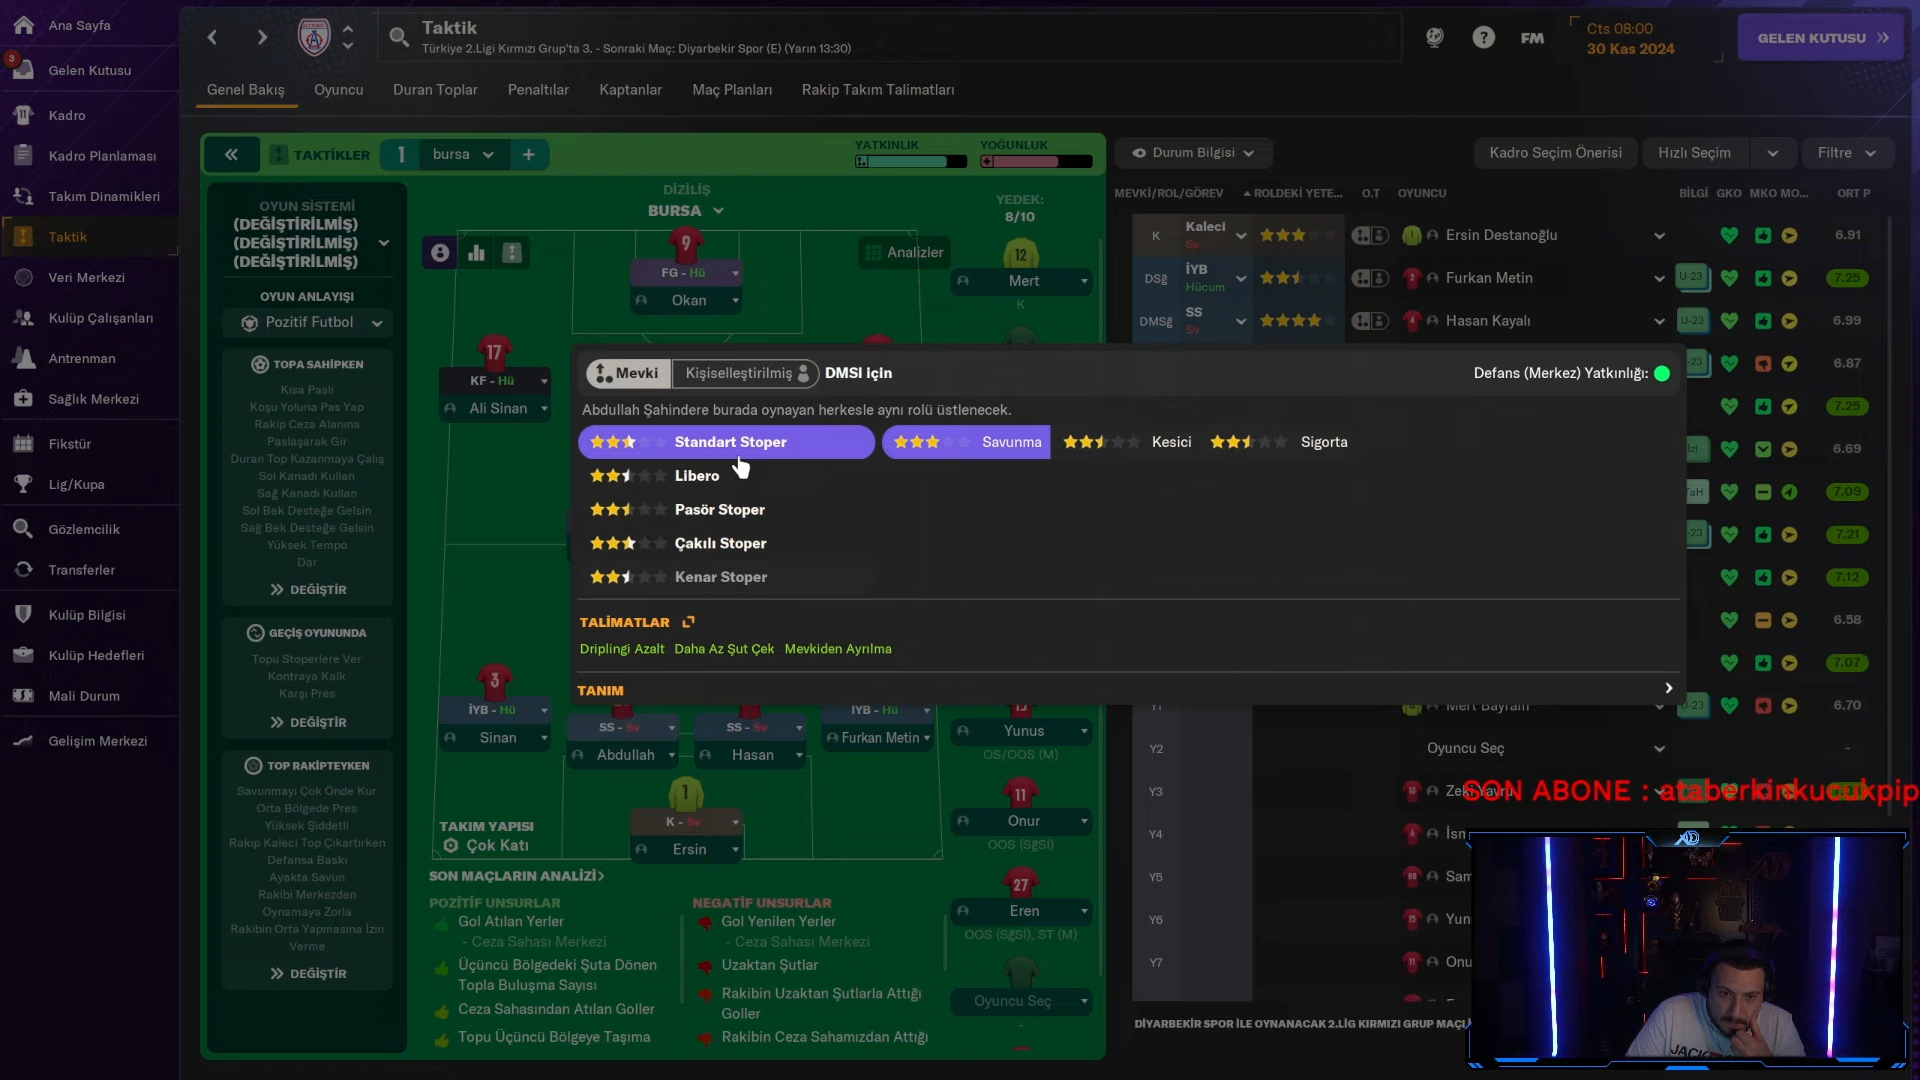 Ana Sayfa
3
Gelen Kutusu
Kadro
Kadro Planlaması
Takım Dinamikleri
Taktik
Veri Merkezi
Kulüp Çalışanları
Antrenman
Sağlık Merkezi
Fikstür
Lig/Kupa
Gözlemcilik
Transferler
Kulüp Bilgisi
Kulüp Hedefleri
Mali Durum
Gelişim Merkezi
Taktik
Türkiye 2.Ligi Kırmızı Grup'ta 3. - Sonraki Maç: Diyarbekir Spor (E) (Yarın 13:30)
FM
Cts 08:00
30 Kas 2024
GELEN KUTUSU
Genel Bakış Oyuncu Duran Toplar Penaltılar Kaptanlar Maç Planları Rakip Takım Talimatları
TAKTİKLER 1 bursa
YATKINLIK
YOĞUNLUK
OYUN SİSTEMİ
(DEĞİŞTİRİLMİŞ)
(DEĞİŞTİRİLMİŞ)
(DEĞİŞTİRİLMİŞ)
OYUN ANLAYIŞI
Pozitif Futbol
TOPA SAHİPKEN
Kısa Paslı
Koşu Yoluna Pas Yap
Rakip Ceza Alanına
Paslaşarak Gir
Duran Top Kazanmaya Çalış
Sol Kanadı Kullan
Sağ Kanadı Kullan
Sol Bek Desteğe Gelsin
Sağ Bek Desteğe Gelsin
Yüksek Tempo
Dar
DEĞİŞTİR
GEÇİŞ OYUNUNDA
Topu Stoperlere Ver
Kontraya Kalk
Karşı Pres
DEĞİŞTİR
TOP RAKİPTEYKEN
Savunmayı Çok Önde Kur
Orta Bölgede Pres
Yüksek Şiddetli
Rakip Kaleci Top Çıkartırken
Defansa Baskı
Ayakta Savun
Rakibi Merkezden
Oynamaya Zorla
Rakibin Orta Yapmasına İzin
Verme
DEĞİŞTİR
DİZİLİŞ
BURSA
YEDEK:
8/10
Analizler
9
FG - Hü
Okan
12
Mert
K
17
KF - Hü
Ali Sinan
3
İYB - Hü
Sinan
SS - Sv
Abdullah
SS - Sv
Hasan
İYB - Hü
Furkan Metin
1
K - Sv
Ersin
TAKIM YAPISI
Çok Katı
Yunus
OS/OOS (M)
11
Onur
OOS (SğSl)
27
Eren
OOS (SğSl), ST (M)
Oyuncu Seç
-
SON MAÇLARIN ANALİZİ>
POZİTİF UNSURLAR
Gol Atılan Yerler
- Ceza Sahası Merkezi
Üçüncü Bölgedeki Şuta Dönen
Topla Buluşma Sayısı
Ceza Sahasından Atılan Goller
Topu Üçüncü Bölgeye Taşıma
NEGATİF UNSURLAR
Gol Yenilen Yerler
- Ceza Sahası Merkezi
Uzaktan Şutlar
Rakibin Uzaktan Şutlarla Attığı
Goller
Rakibin Ceza Sahamızdan Attığı
Durum Bilgisi
Kadro Seçim Önerisi Hızlı Seçim Filtre
MEVKİ/ROL/GÖREV ROLDEKİ YETE... O.T OYUNCU BİLGİ GKO MKO MO... ORT P
K Kaleci Sv Ersin Destanoğlu 6.91
DSğ İYB Hücum Furkan Metin U-23 7.25
DMSğ SS Sv Hasan Kayalı U-23 6.99
6.87
7.25
6.69
7.09
7.21
7.12
6.58
7.07
Mert Bayram U-23 6.70
Y2 Oyuncu Seç -
Y3 Zeki Yavru
Y4
Y5
Y6
Y7
Mevki Kişiselleştirilmiş DMSl için
Defans (Merkez) Yatkınlığı:
Abdullah Şahindere burada oynayan herkesle aynı rolü üstlenecek.
Standart Stoper Savunma Kesici Sigorta
Libero
Pasör Stoper
Çakılı Stoper
Kenar Stoper
TALİMATLAR
Driplingi Azalt Daha Az Şut Çek Mevkiden Ayrılma
TANIM
SON ABONE : ataberkinkucukpip